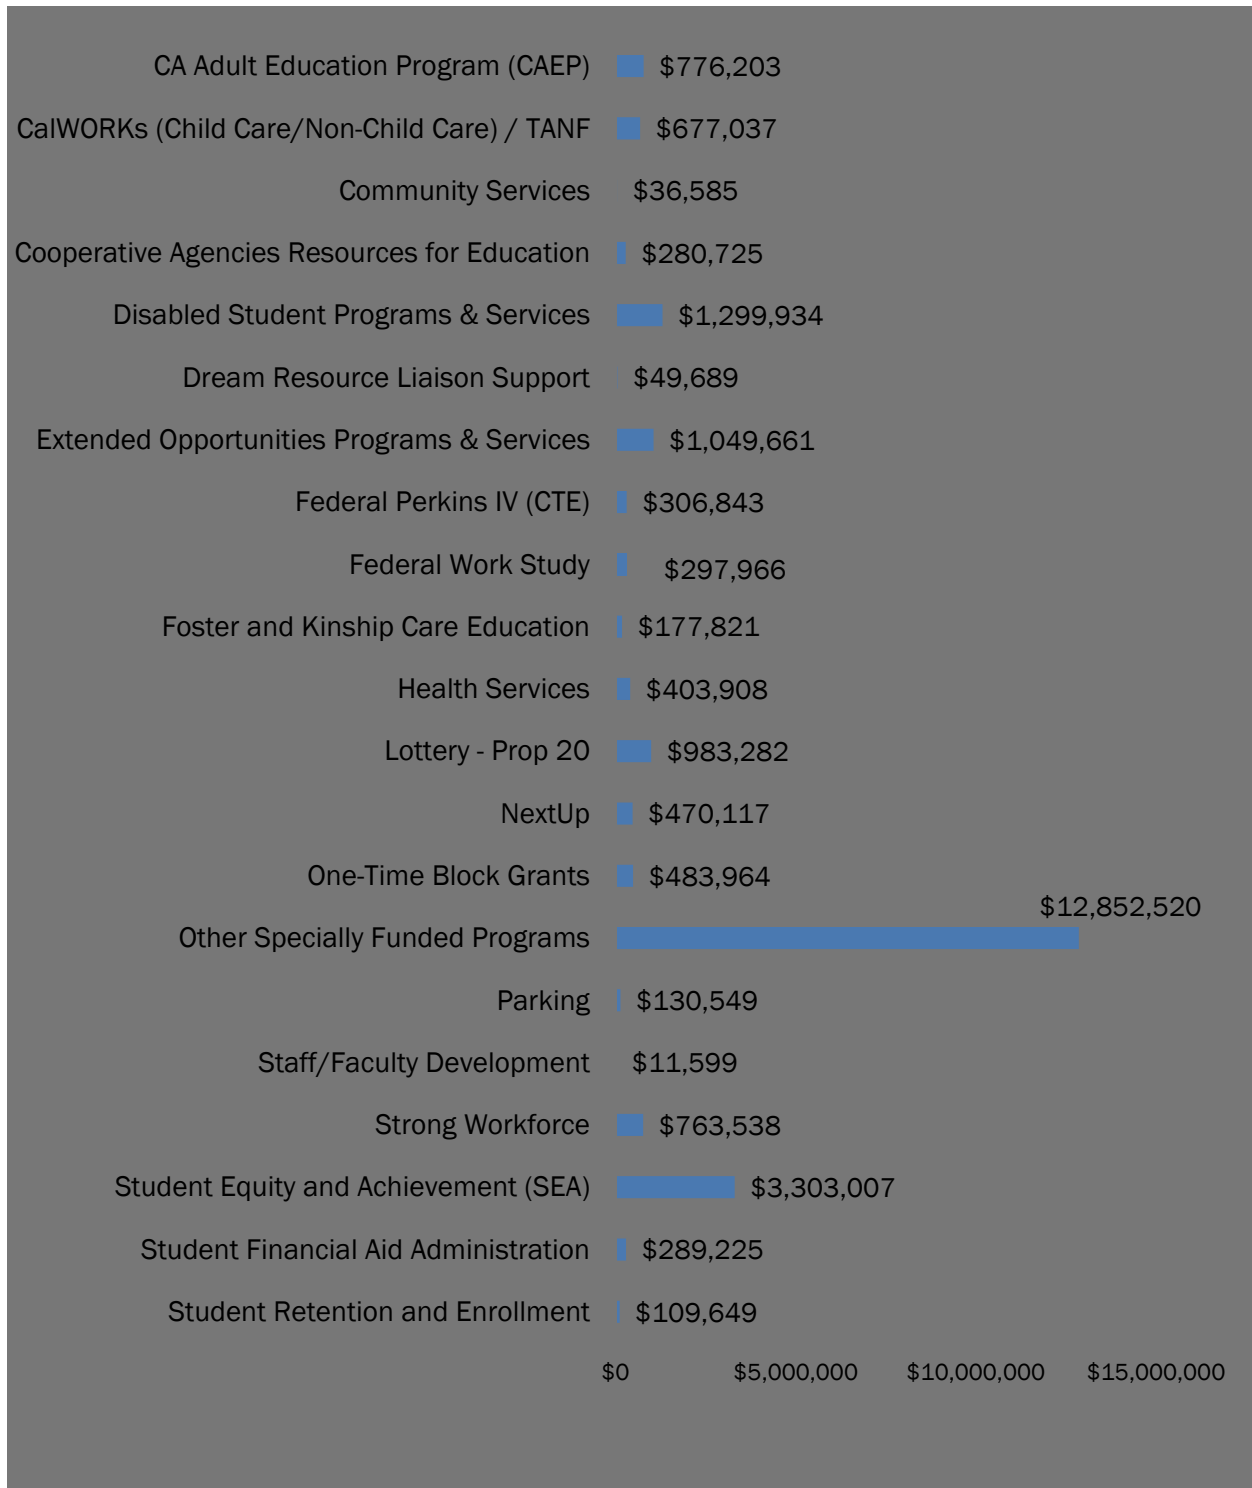 CA Adult Education Program (CAEP) $776,203
CalWORKs (Child Care/Non-Child Care) / TANF $677,037
Community Services $36,585
Cooperative Agencies Resources for Education $280,725
Disabled Student Programs & Services $1,299,934
Dream Resource Liaison Support $49,689
Extended Opportunities Programs & Services $1,049,661
Federal Perkins IV (CTE) $306,843
Federal Work Study $297,966
Foster and Kinship Care Education $177,821
Health Services $403,908
Lottery - Prop 20 $983,282
NextUp $470,117
One-Time Block Grants $483,964
Other Specially Funded Programs $12,852,520
Parking $130,549
Staff/Faculty Development $11,599
Strong Workforce $763,538
Student Equity and Achievement (SEA) $3,303,007
Student Financial Aid Administration $289,225
Student Retention and Enrollment $109,649
$0 $5,000,000 $10,000,000 $15,000,000